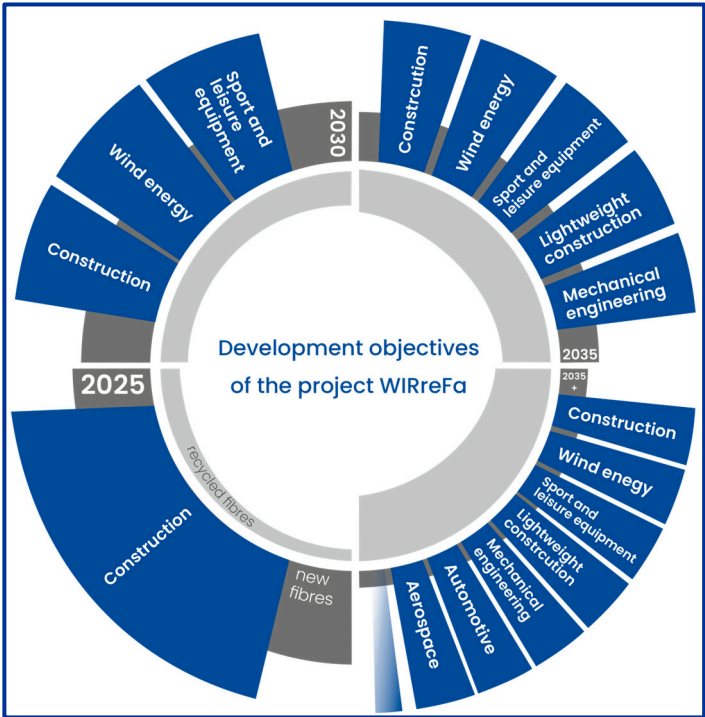 Development objectives
of the project WIRreFa
2025
Construction
recycled fibres
new
fibres
2030
Construction
Wind energy
Sport and
leisure
equipment
2035
Constrcution
Wind energy
Sport and
leisure equipment
Lightweight
construction
Mechanical
engineering
2035
+
Construction
Wind enegy
Sport and
leisure equipment
Lightweight
constrcution
Mechanical
engineering
Automotive
Aerospace